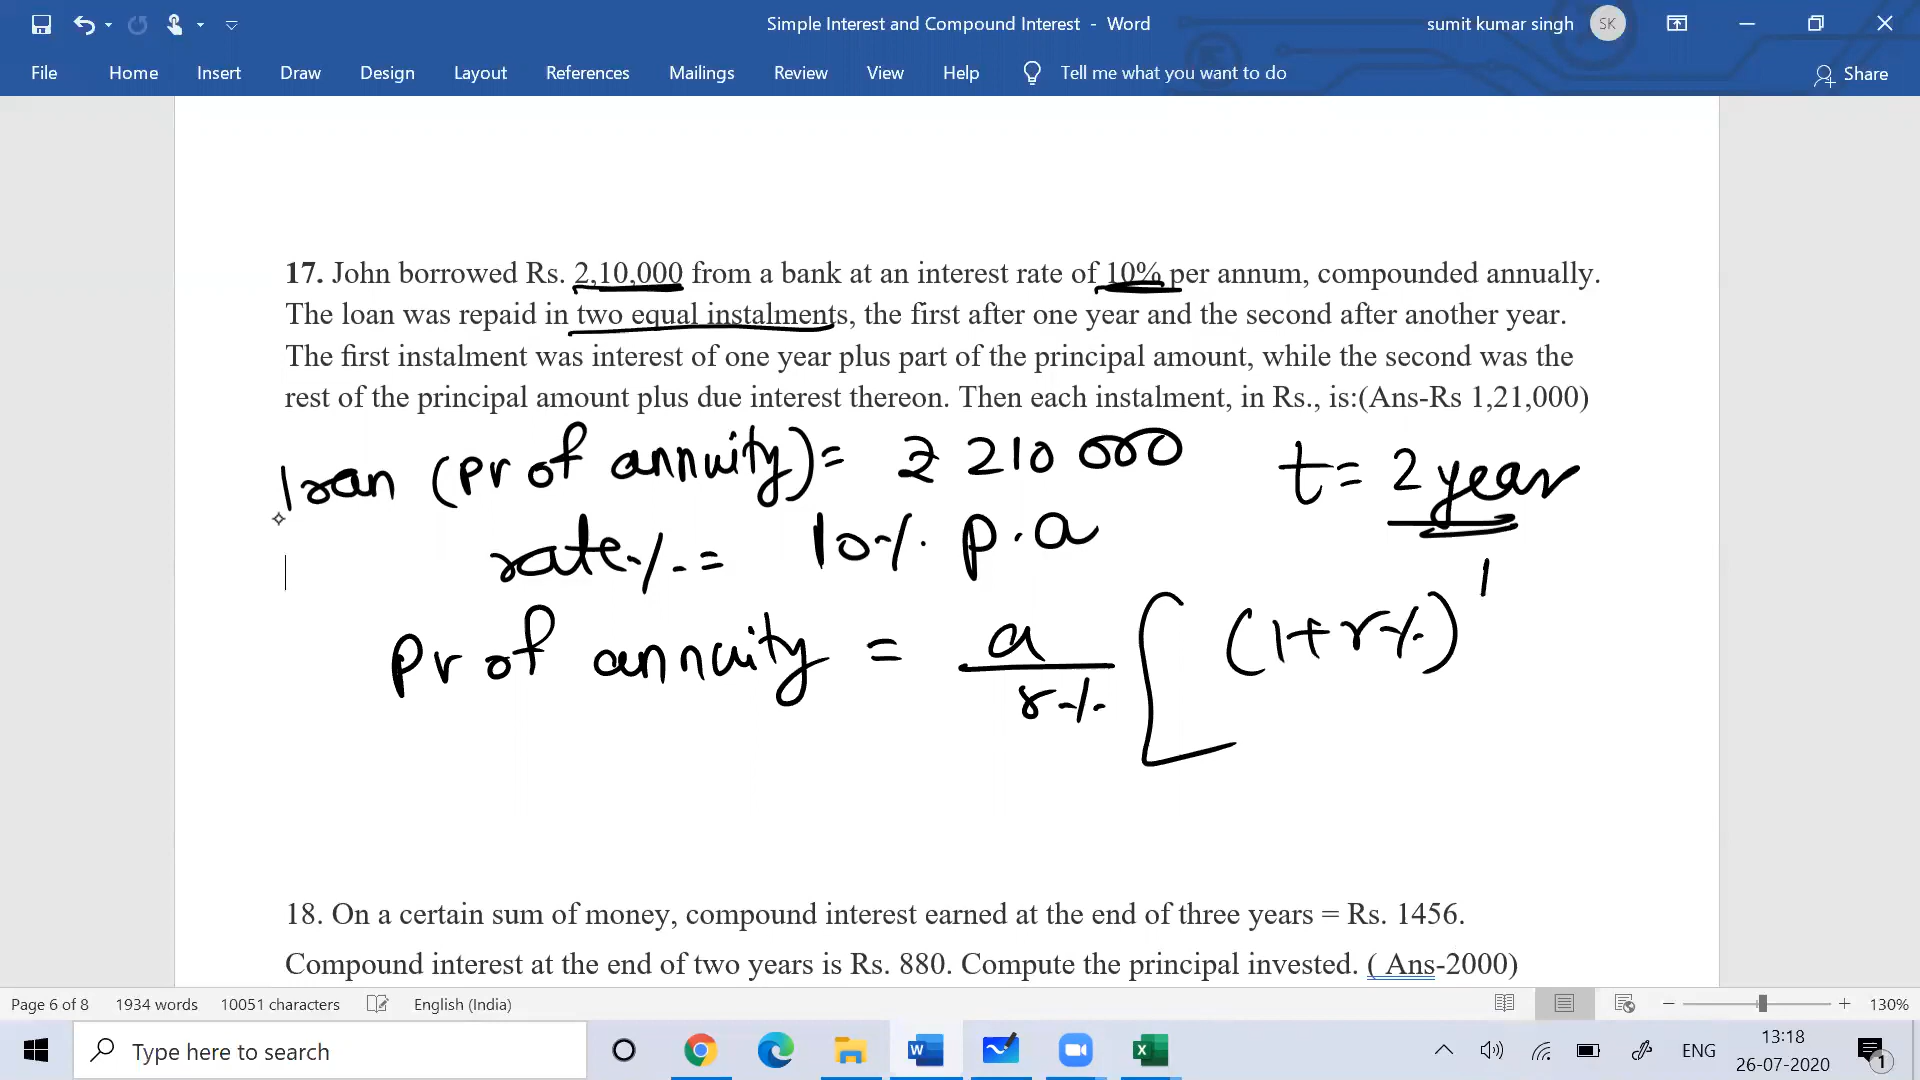 Simple Interest and Compound Interest - Word
sumit kumar singh SK
File Home Insert Draw Design Layout References Mailings Review View Help Tell me what you want to do Share
17. John borrowed Rs. 2,10,000 from a bank at an interest rate of 10% per annum, compounded annually.
The loan was repaid in two equal instalments, the first after one year and the second after another year.
The first instalment was interest of one year plus part of the principal amount, while the second was the
rest of the principal amount plus due interest thereon. Then each instalment, in Rs., is:(Ans-Rs 1,21,000)
loan (pr of annuity) = ₹ 210 000 t = 2 year
rate % = 10 % p.a
pr of annuity = a / r% [ (1+r%)
18. On a certain sum of money, compound interest earned at the end of three years = Rs. 1456.
Compound interest at the end of two years is Rs. 880. Compute the principal invested. ( Ans-2000)
Page 6 of 8 1934 words 10051 characters English (India) 130%
Type here to search
ENG
13:18
26-07-2020
1